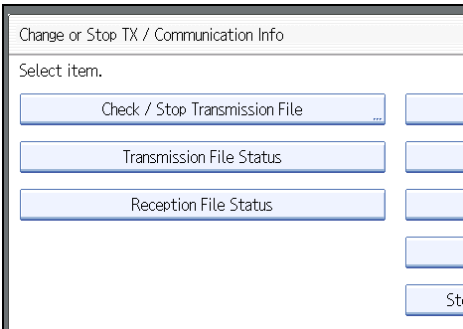 Change or Stop TX / Communication Info
Select item.
Check / Stop Transmission File ...
Transmission File Status
Reception File Status